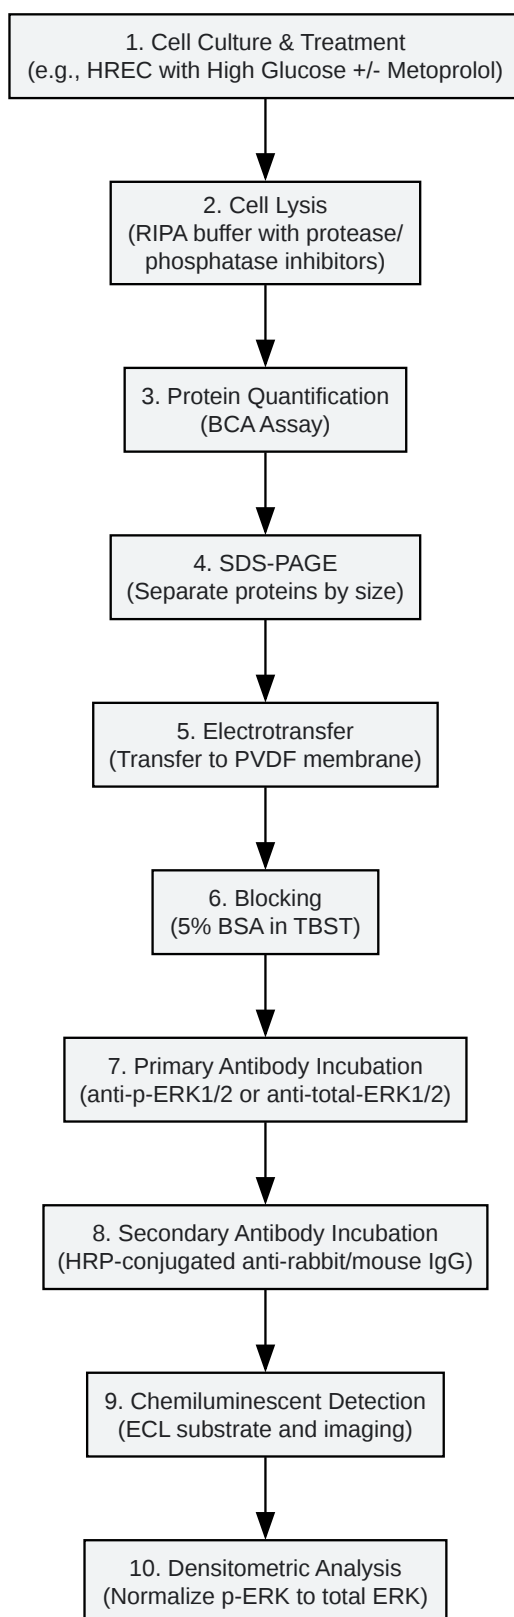 1. Cell Culture & Treatment
(e.g., HREC with High Glucose +/- Metoprolol)
2. Cell Lysis
(RIPA buffer with protease/
phosphatase inhibitors)
3. Protein Quantification
(BCA Assay)
4. SDS-PAGE
(Separate proteins by size)
5. Electrotransfer
(Transfer to PVDF membrane)
6. Blocking
(5% BSA in TBST)
7. Primary Antibody Incubation
(anti-p-ERK1/2 or anti-total-ERK1/2)
8. Secondary Antibody Incubation
(HRP-conjugated anti-rabbit/mouse IgG)
9. Chemiluminescent Detection
(ECL substrate and imaging)
10. Densitometric Analysis
(Normalize p-ERK to total ERK)